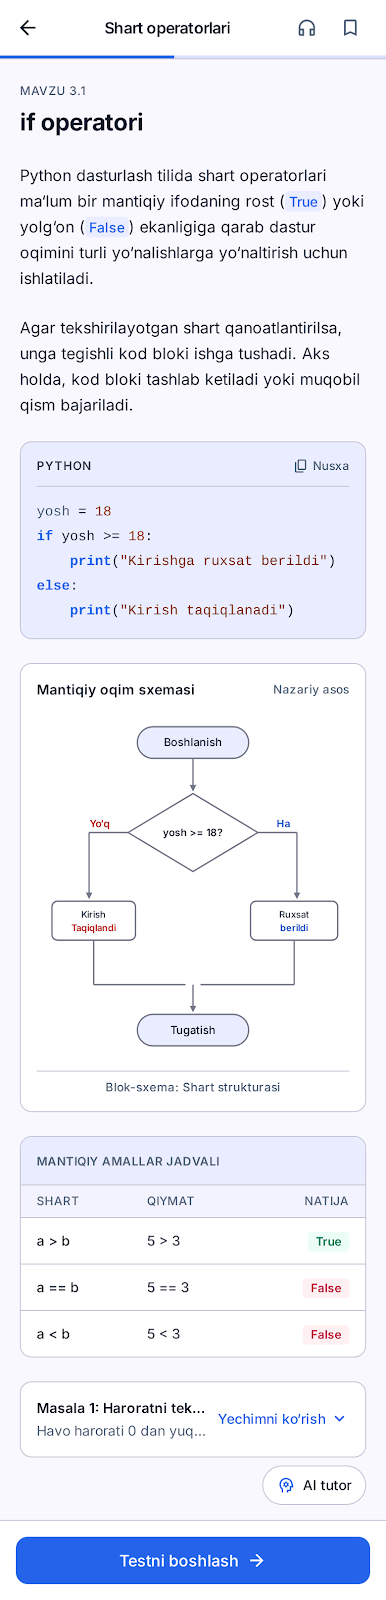 Shart operatorlari
MAVZU 3.1
if operatori
Python dasturlash tilida shart operatorlari
ma’lum bir mantiqiy ifodaning rost (True) yoki
yolg‘on (False) ekanligiga qarab dastur
oqimini turli yo‘nalishlarga yo‘naltirish uchun
ishlatiladi.
Agar tekshirilayotgan shart qanoatlantirilsa,
unga tegishli kod bloki ishga tushadi. Aks
holda, kod bloki tashlab ketiladi yoki muqobil
qism bajariladi.
PYTHON Nusxa
yosh = 18
if yosh >= 18:
    print("Kirishga ruxsat berildi")
else:
    print("Kirish taqiqlanadi")
Mantiqiy oqim sxemasi Nazariy asos
Boshlanish
Yo‘q Ha
yosh >= 18?
Kirish
Taqiqlandi
Ruxsat
berildi
Tugatish
Blok-sxema: Shart strukturasi
MANTIQIY AMALLAR JADVALI
SHART QIYMAT NATIJA
a > b 5 > 3 True
a == b 5 == 3 False
a < b 5 < 3 False
Masala 1: Haroratni tek...
Havo harorati 0 dan yuq...
Yechimni ko‘rish
AI tutor
Testni boshlash